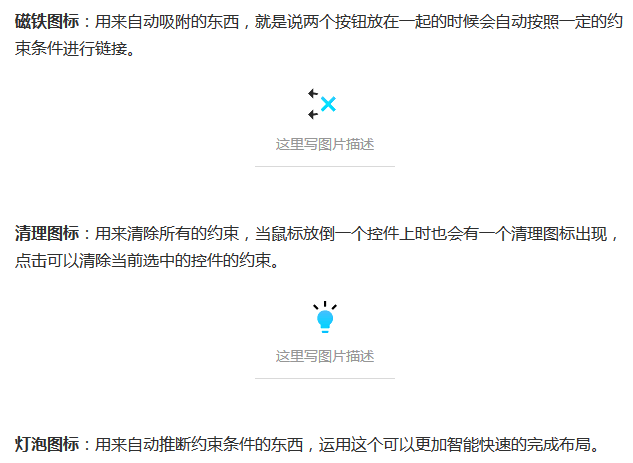 磁铁图标：用来自动吸附的东西，就是说两个按钮放在一起的时候会自动按照一定的约
束条件进行链接。
这里写图片描述
清理图标：用来清除所有的约束，当鼠标放倒一个控件上时也会有一个清理图标出现，
点击可以清除当前选中的控件的约束。
这里写图片描述
灯泡图标：用来自动推断约束条件的东西，运用这个可以更加智能快速的完成布局。